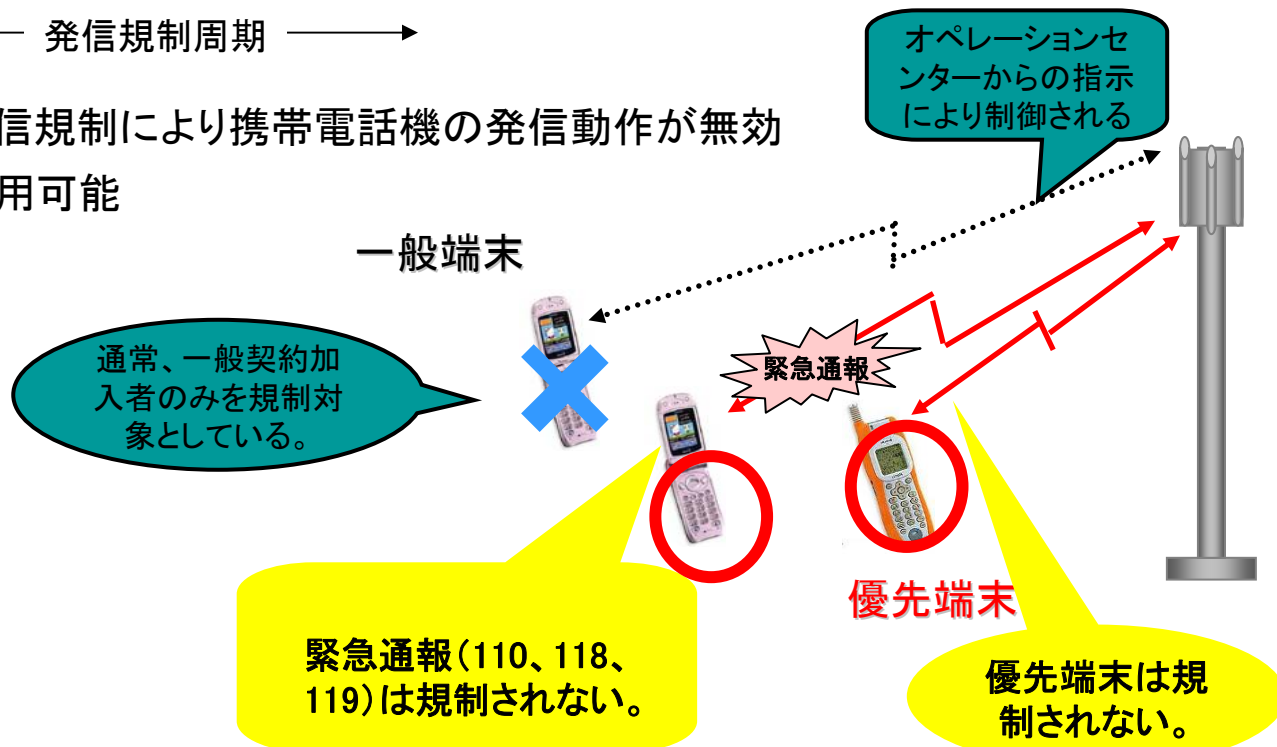 発信規制周期
オペレーションセ
ンターからの指示
により制御される
信規制により携帯電話機の発信動作が無効
用可能
一般端末
通常、一般契約加
入者のみを規制対
象としている。
緊急通報
優先端末
緊急通報(110、118、
119)は規制されない。
優先端末は規
制されない。